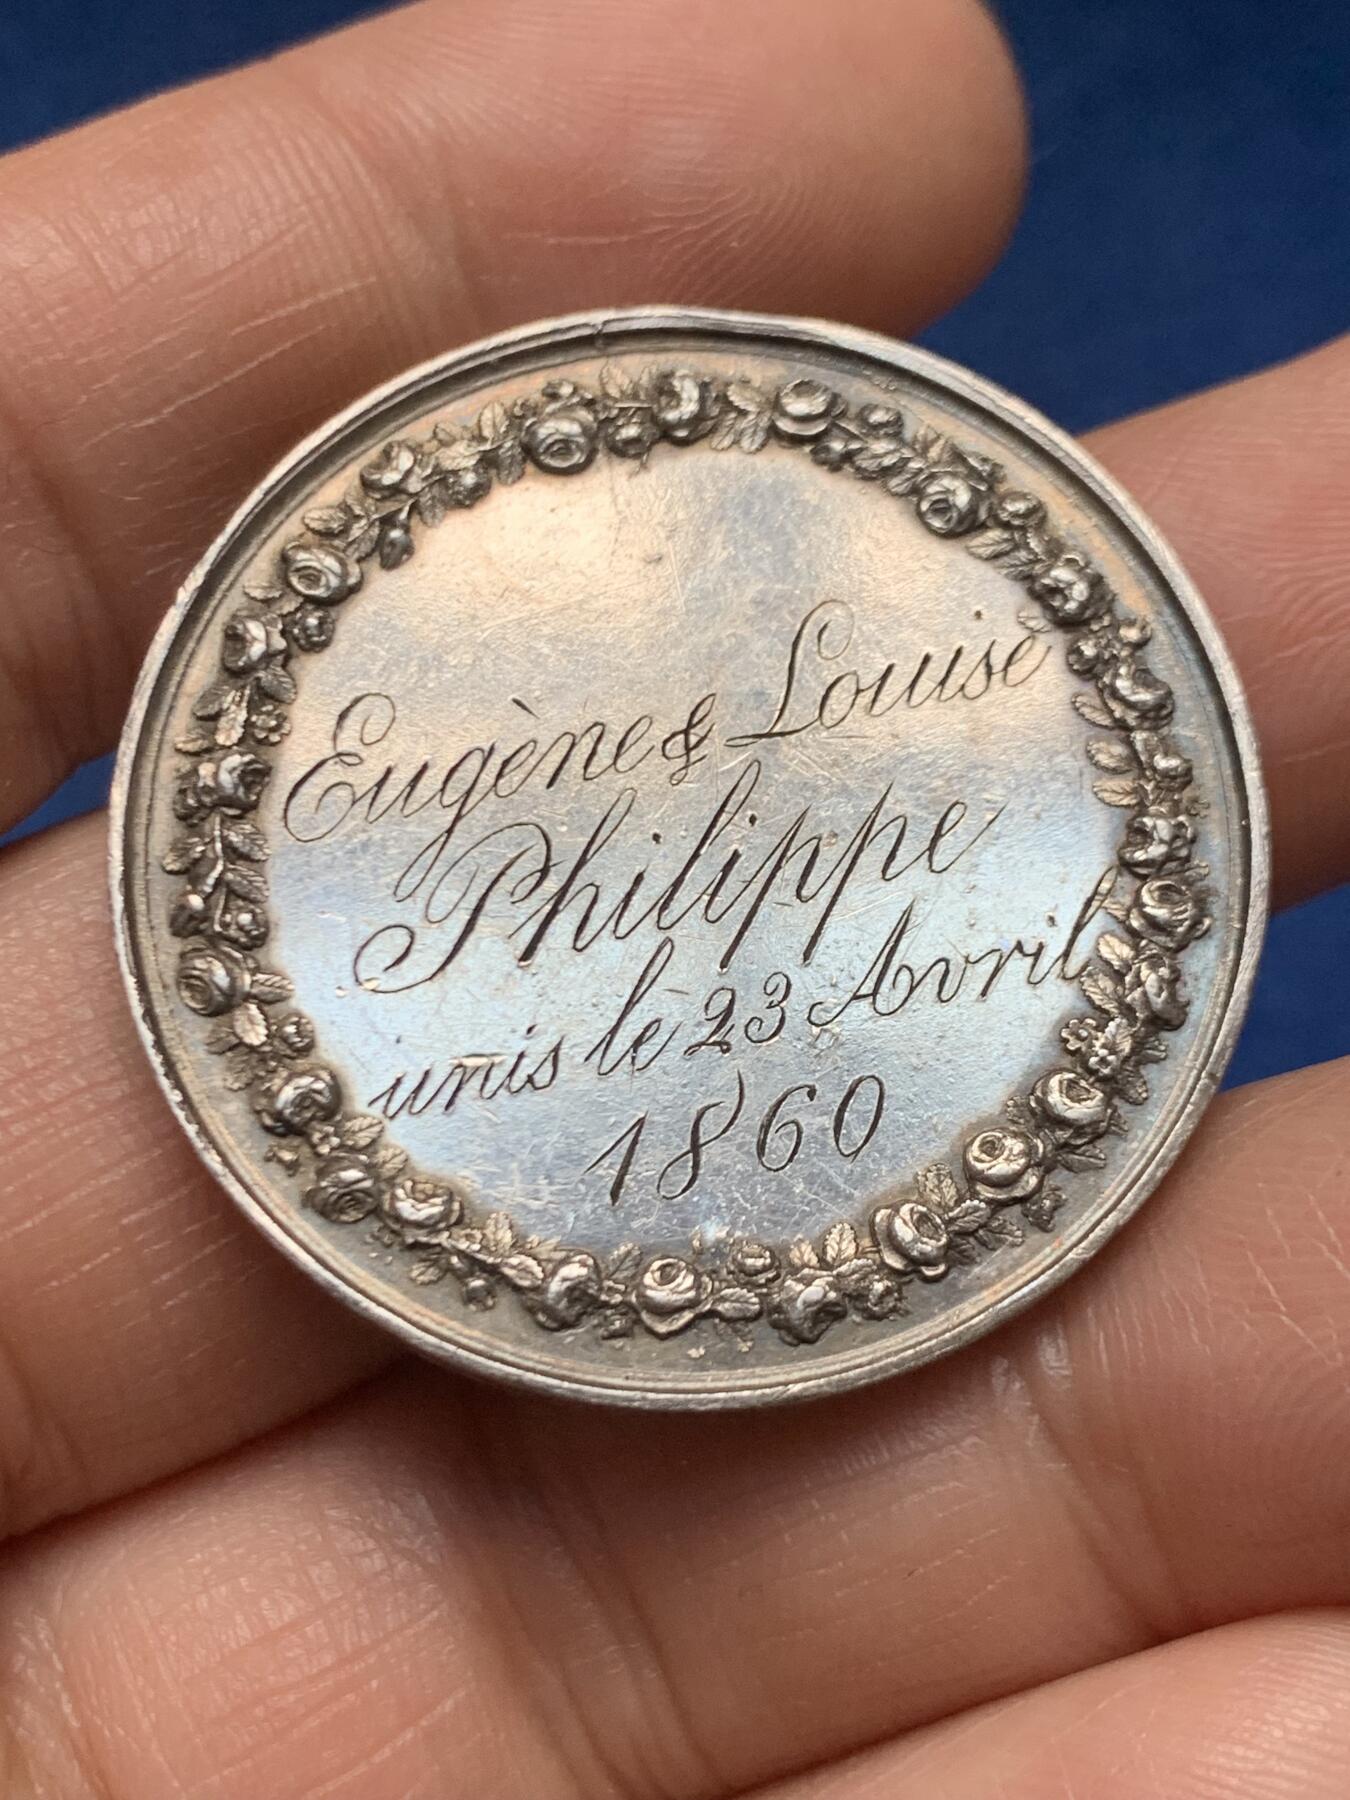 Eugène & Louise
Philippe
unis le 23 Avril
1860